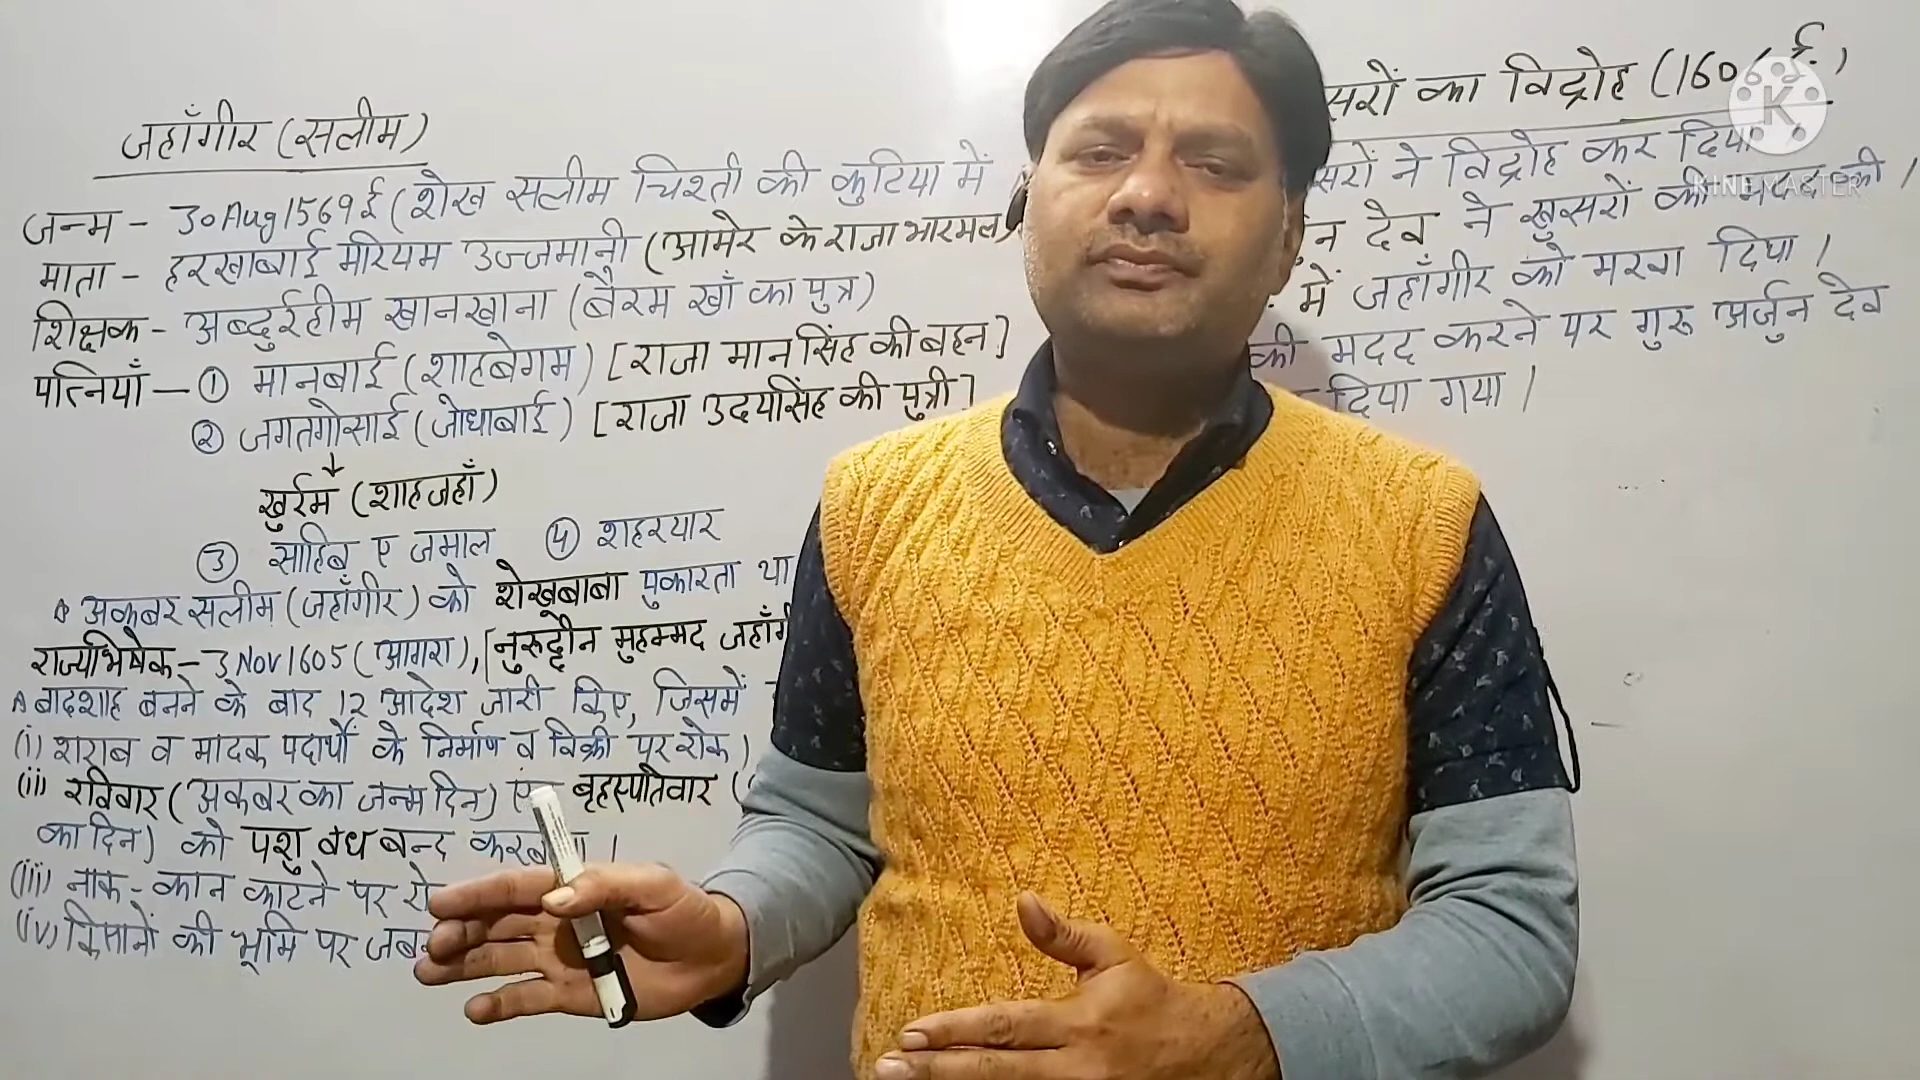 जहाँगीर (सलीम)
जन्म - 30 Aug 1569 ई (शेख सलीम चिश्ती की कुटिया में
माता - हरखाबाई मरियम उज्जमानी (आमेर के राजा भारमल
शिक्षक - अब्दुर्रहीम खानखाना (बैरम खाँ का पुत्र)
पत्नियाँ - ① मानबाई (शाहबेगम) [राजा मानसिंह की बहन]
② जगतगोसाई (जोधाबाई) [राजा उदयसिंह की पुत्री]
↓
खुर्रम (शाहजहाँ)
③ साहिब ए जमाल ④ शहरयार
अकबर सलीम (जहाँगीर) को शेखूबाबा पुकारता था
राज्यभिषेक - 3 Nov 1605 (आगरा), [नुरूद्दीन मुहम्मद
बादशाह बनने के बाद 12 आदेश जारी किए, जिसमें
(i) शराब व मादक पदार्थों के निर्माण व बिक्री पर रोक
(ii) रविवार (अकबर का जन्म दिन) एं बृहस्पतिवार (
का दिन) को पशु वध बन्द करवाया ।
(iii) नाक - कान काटने पर
(iv) किसानों की भूमि पर
सरों का विद्रोह (1606 ई.)
सरों ने विद्रोह कर दिया
न देव ने खुसरों की मदद की ।
में जहाँगीर को मरवा दिया ।
की मदद करने पर गुरू अर्जुन देव
दिया गया ।
KINEMASTER